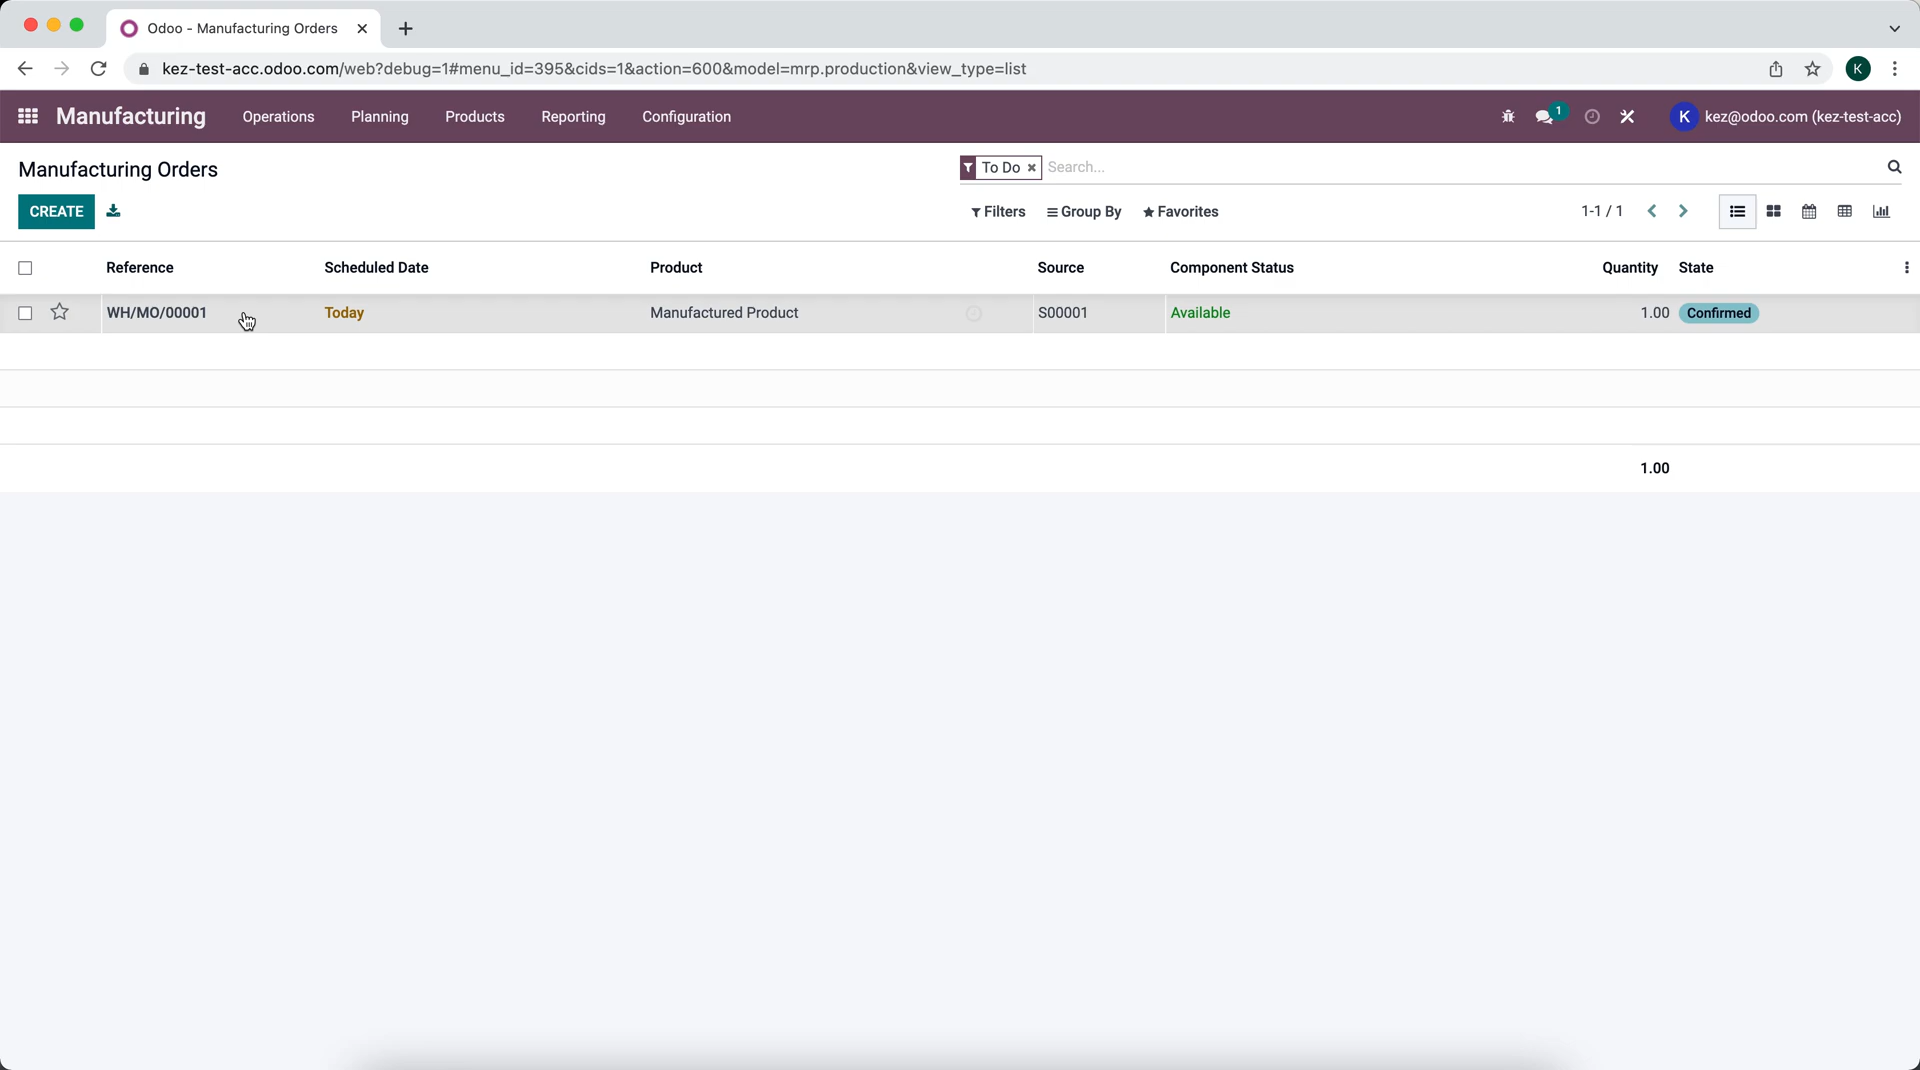 Odoo - Manufacturing Orders
kez-test-acc.odoo.com/web?debug=1#menu_id=395&cids=1&action=600&model=mrp.production&view_type=list
K
Manufacturing Operations Planning Products Reporting Configuration 1 K kez@odoo.com (kez-test-acc)
Manufacturing Orders To Do Search...
CREATE Filters Group By Favorites 1-1 / 1
Reference Scheduled Date Product Source Component Status Quantity State
WH/MO/00001 Today Manufactured Product S00001 Available 1.00 Confirmed
1.00